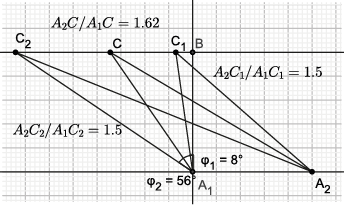 A₂C/A₁C = 1.62
C₂
C
C₁
B
A₂C₁/A₁C₁ = 1.5
A₂C₂/A₁C₂ = 1.5
φ₁ = 8°
φ₂ = 56°
A₁
A₂